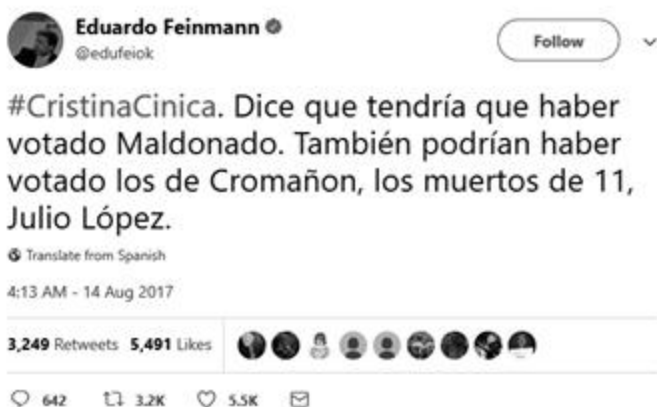 Eduardo Feinmann
@edufeiok
Follow
#CristinaCinica. Dice que tendría que haber
votado Maldonado. También podrían haber
votado los de Cromañon, los muertos de 11,
Julio López.
Translate from Spanish
4:13 AM - 14 Aug 2017
3,249 Retweets 5,491 Likes
642 3.2K 5.5K